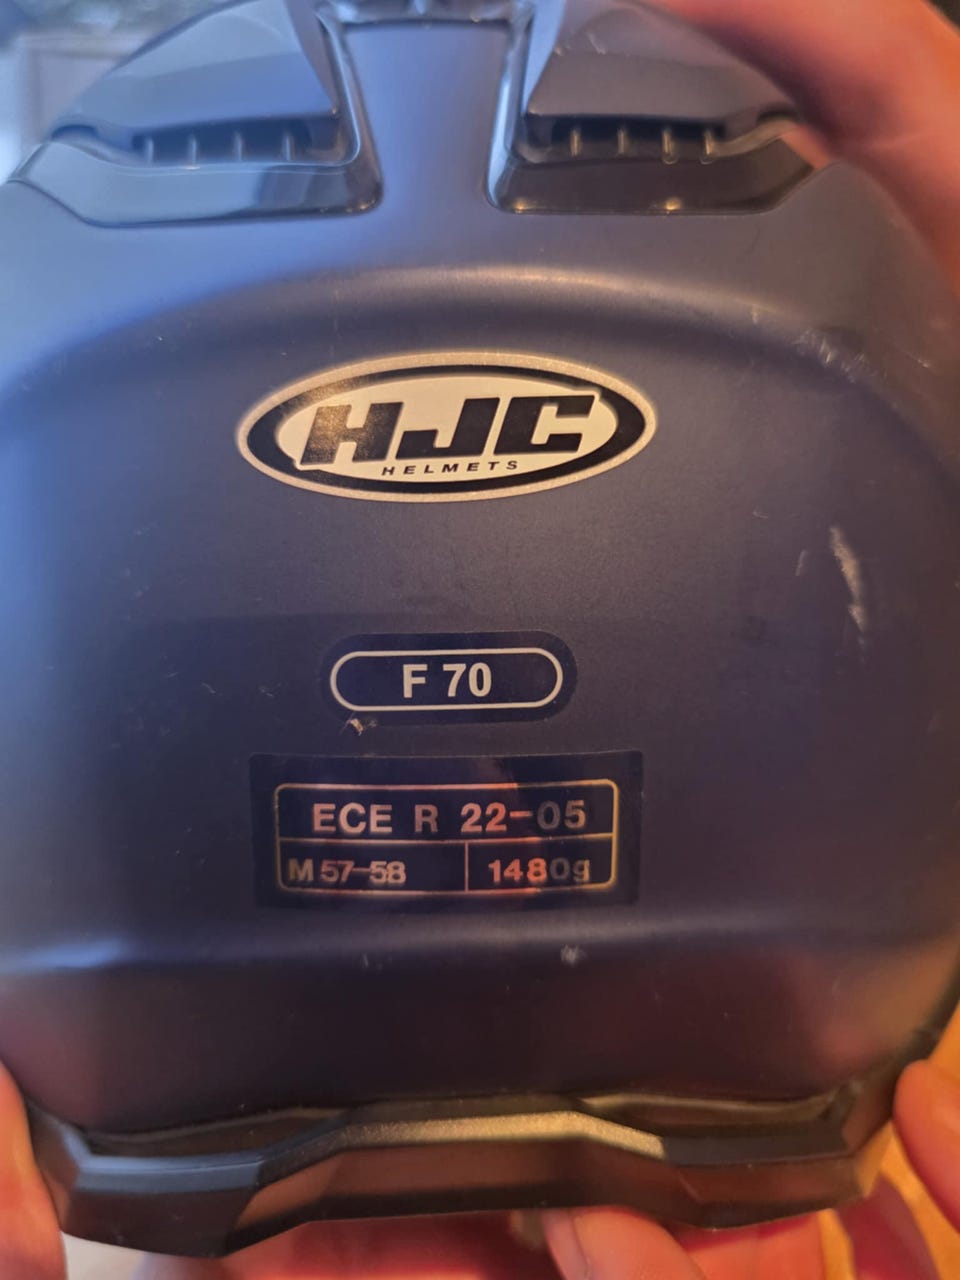 HJC
HELMETS
F 70
ECE R 22-05
M 57-58 1480g